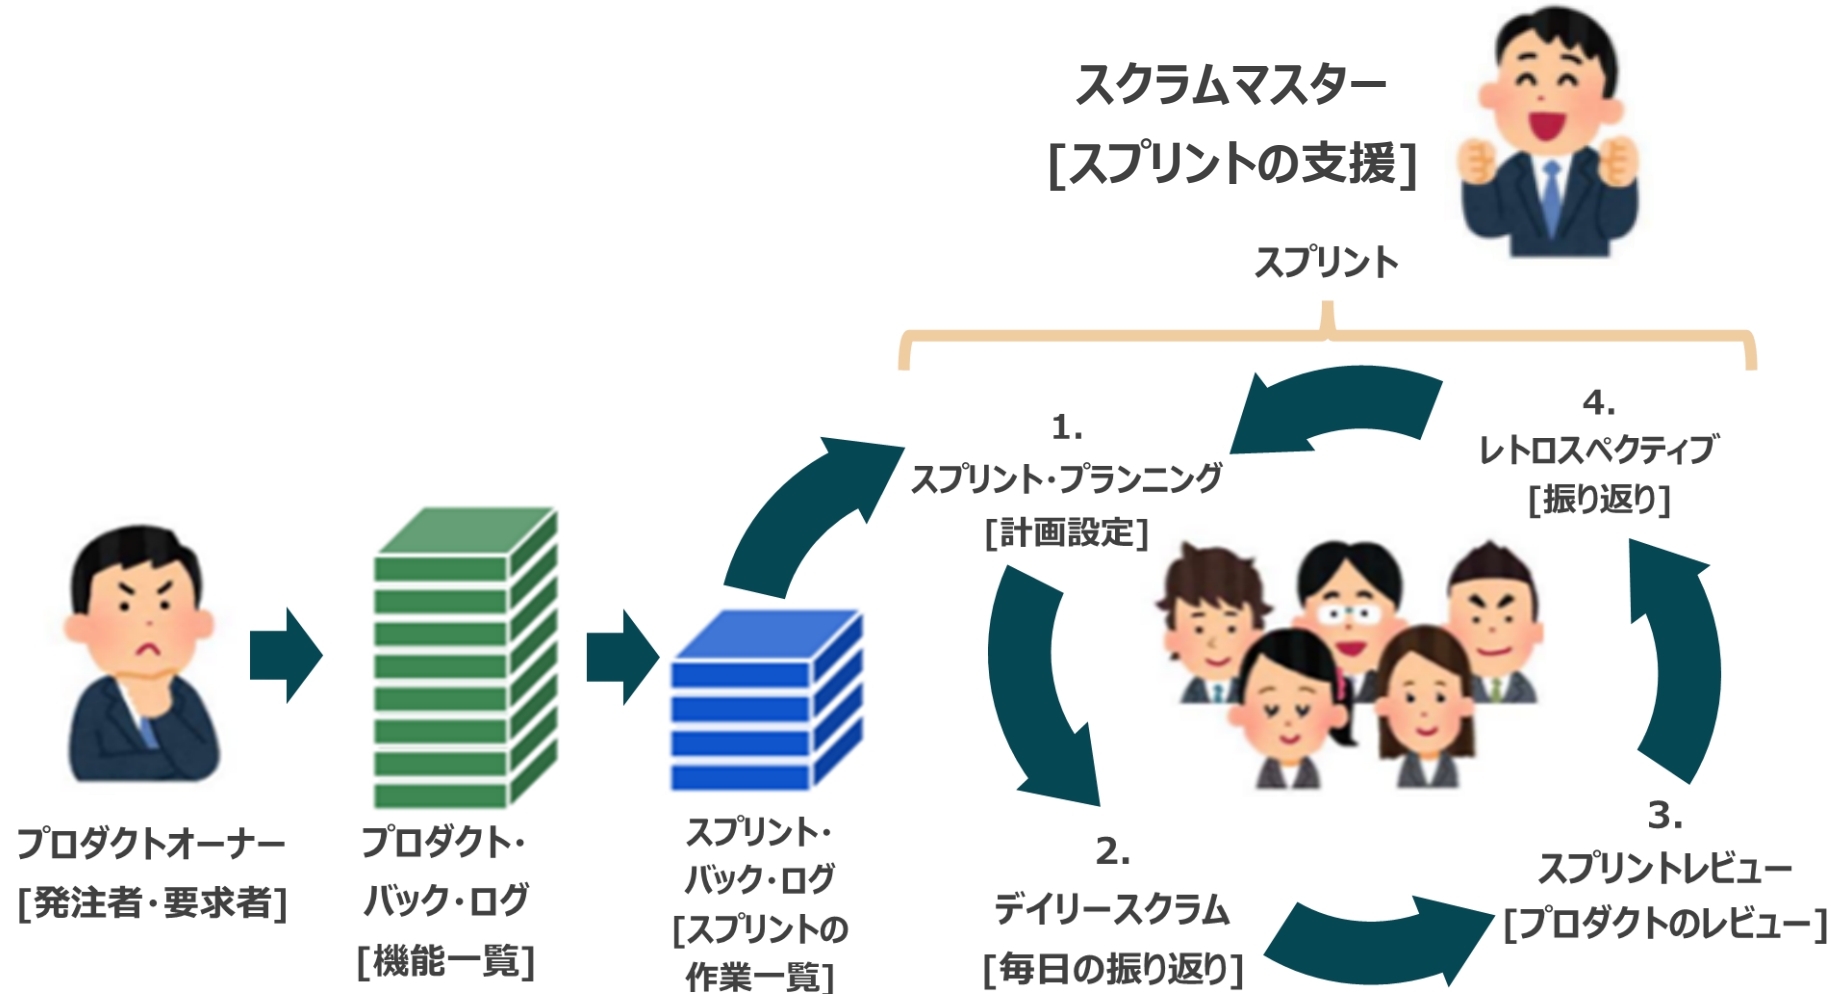 スクラムマスター
[スプリントの支援]
スプリント
1.
スプリント・プランニング
[計画設定]
4.
レトロスペクティブ
[振り返り]
プロダクトオーナー
[発注者・要求者]
プロダクト・
バック・ログ
[機能一覧]
スプリント・
バック・ログ
[スプリントの
作業一覧]
2.
デイリースクラム
[毎日の振り返り]
3.
スプリントレビュー
[プロダクトのレビュー]